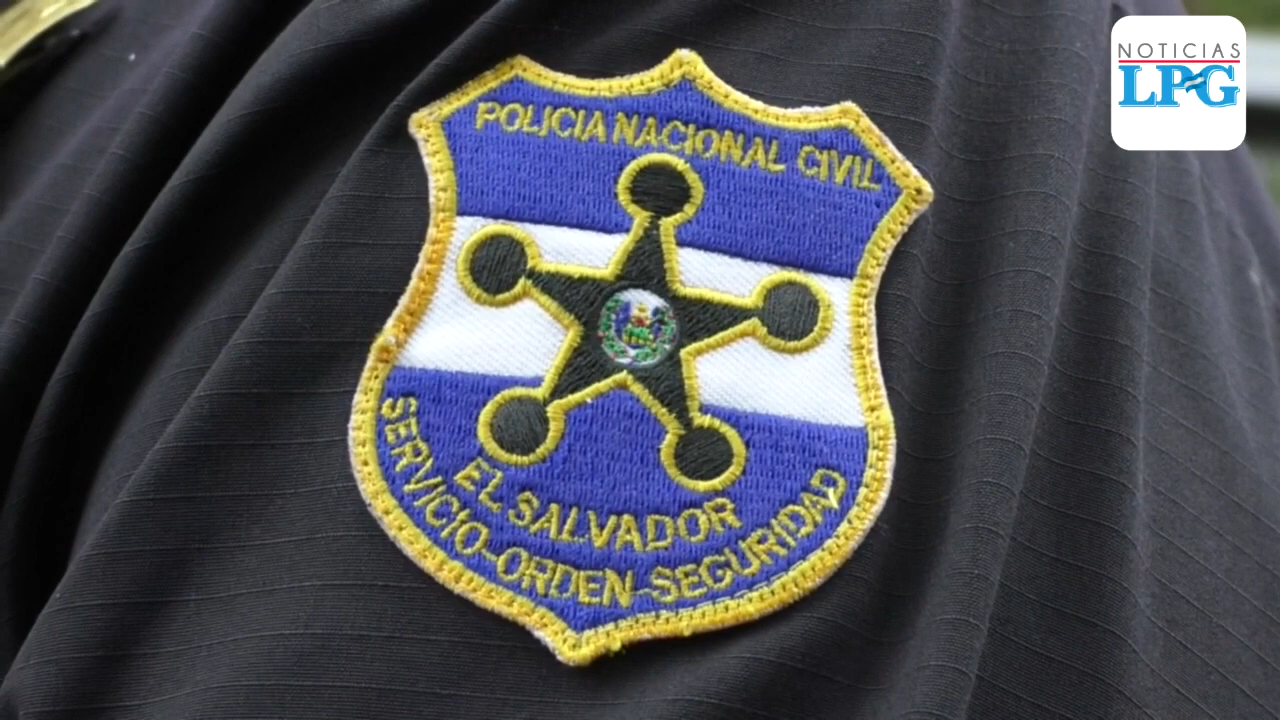 NOTICIAS
LPG
POLICIA NACIONAL CIVIL
EL SALVADOR
SERVICIO-ORDEN-SEGURIDAD